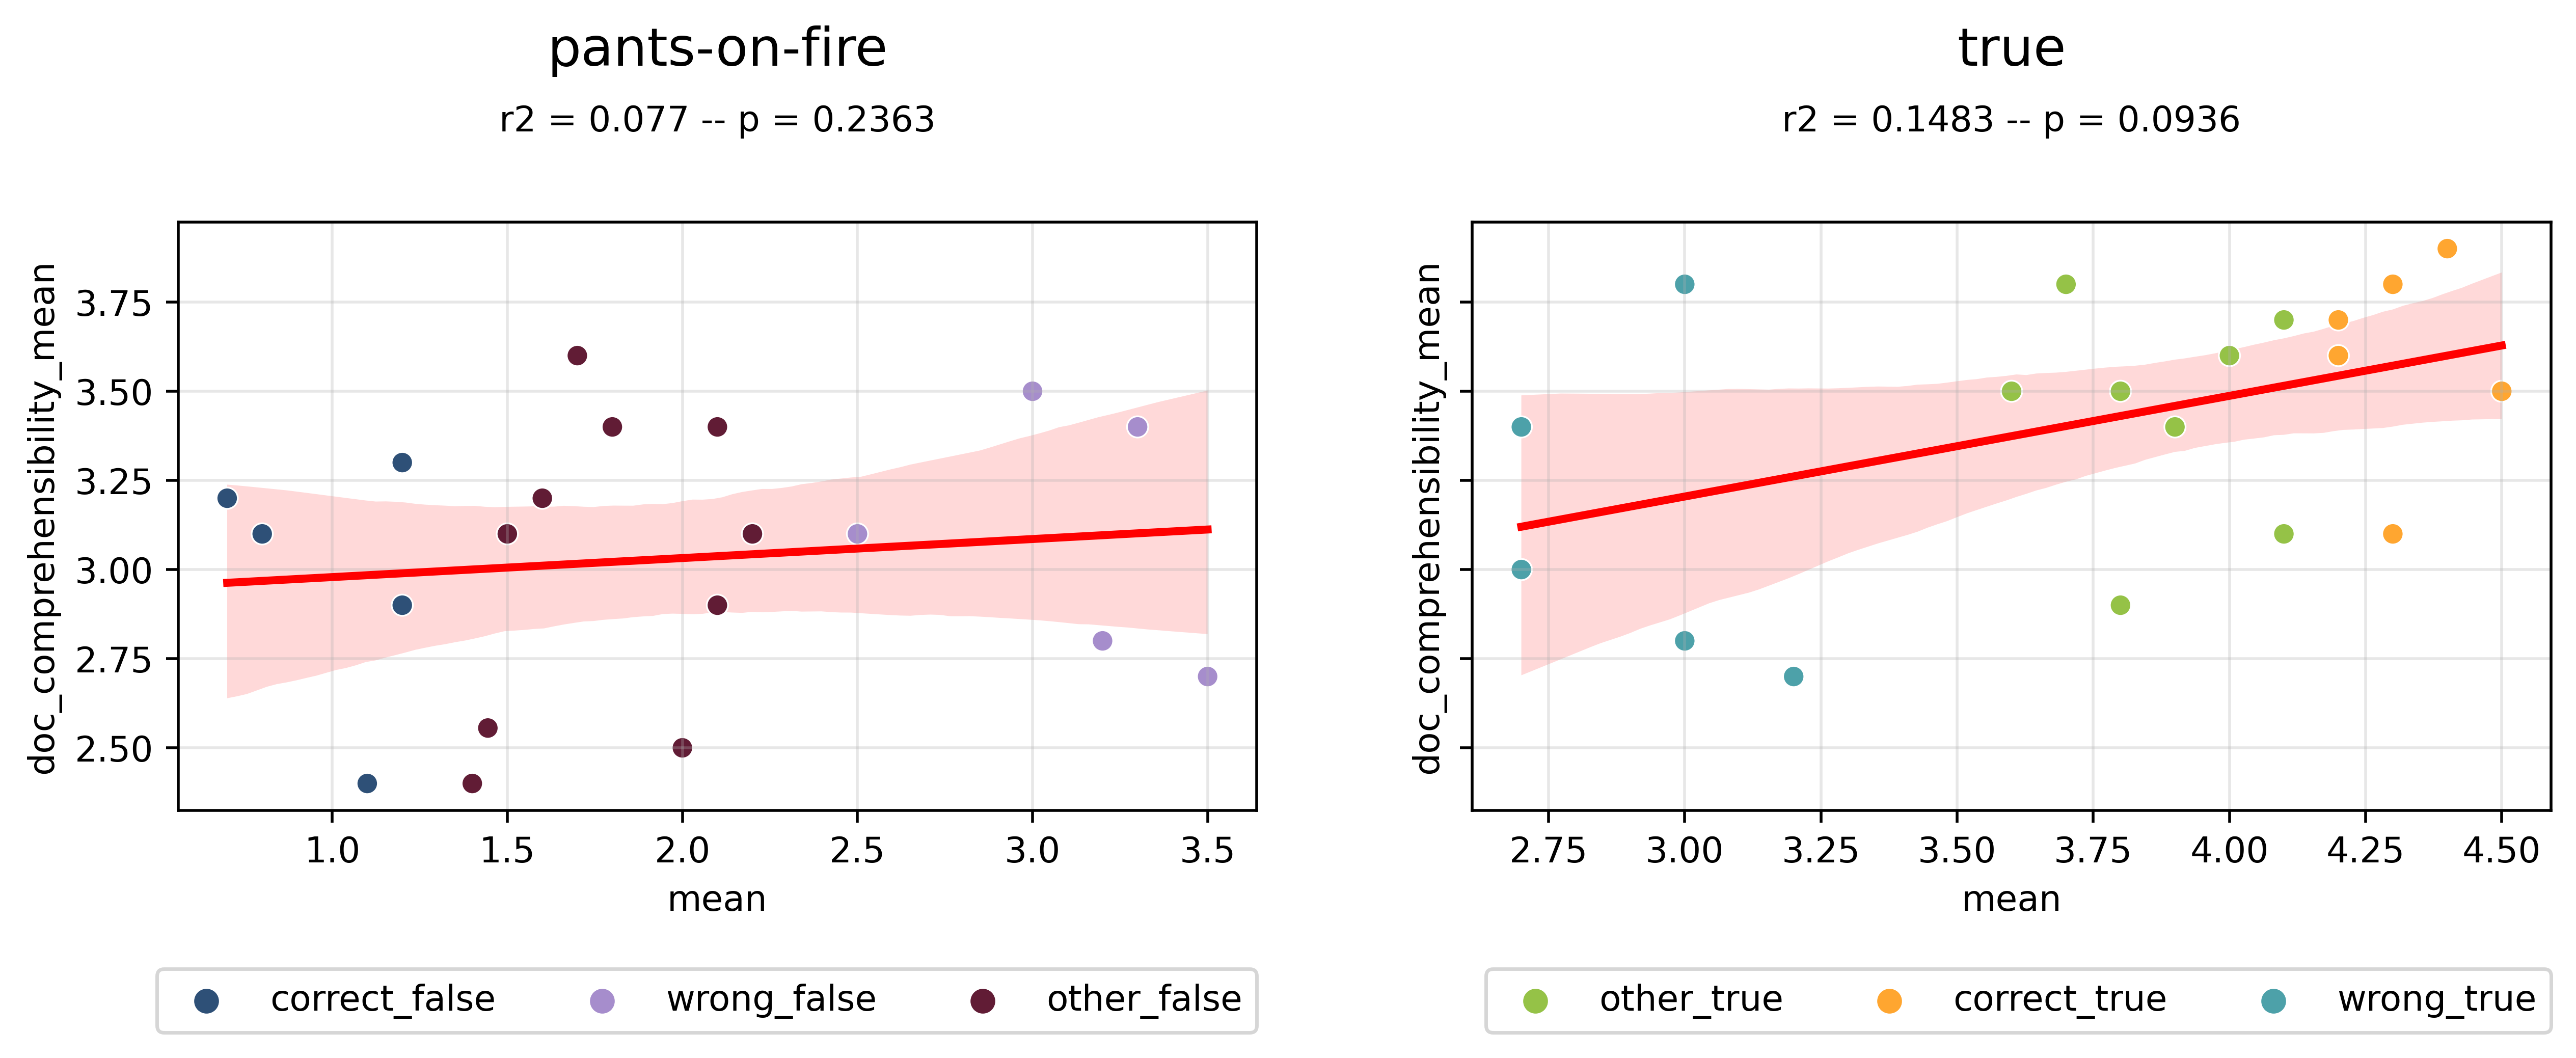 pants-on-fire
r2 = 0.077 -- p = 0.2363
doc_comprehensibility_mean
3.75
3.50
3.25
3.00
2.75
2.50
1.0 1.5 2.0 2.5 3.0 3.5
mean
correct_false wrong_false other_false
true
r2 = 0.1483 -- p = 0.0936
doc_comprehensibility_mean
2.75 3.00 3.25 3.50 3.75 4.00 4.25 4.50
mean
other_true correct_true wrong_true